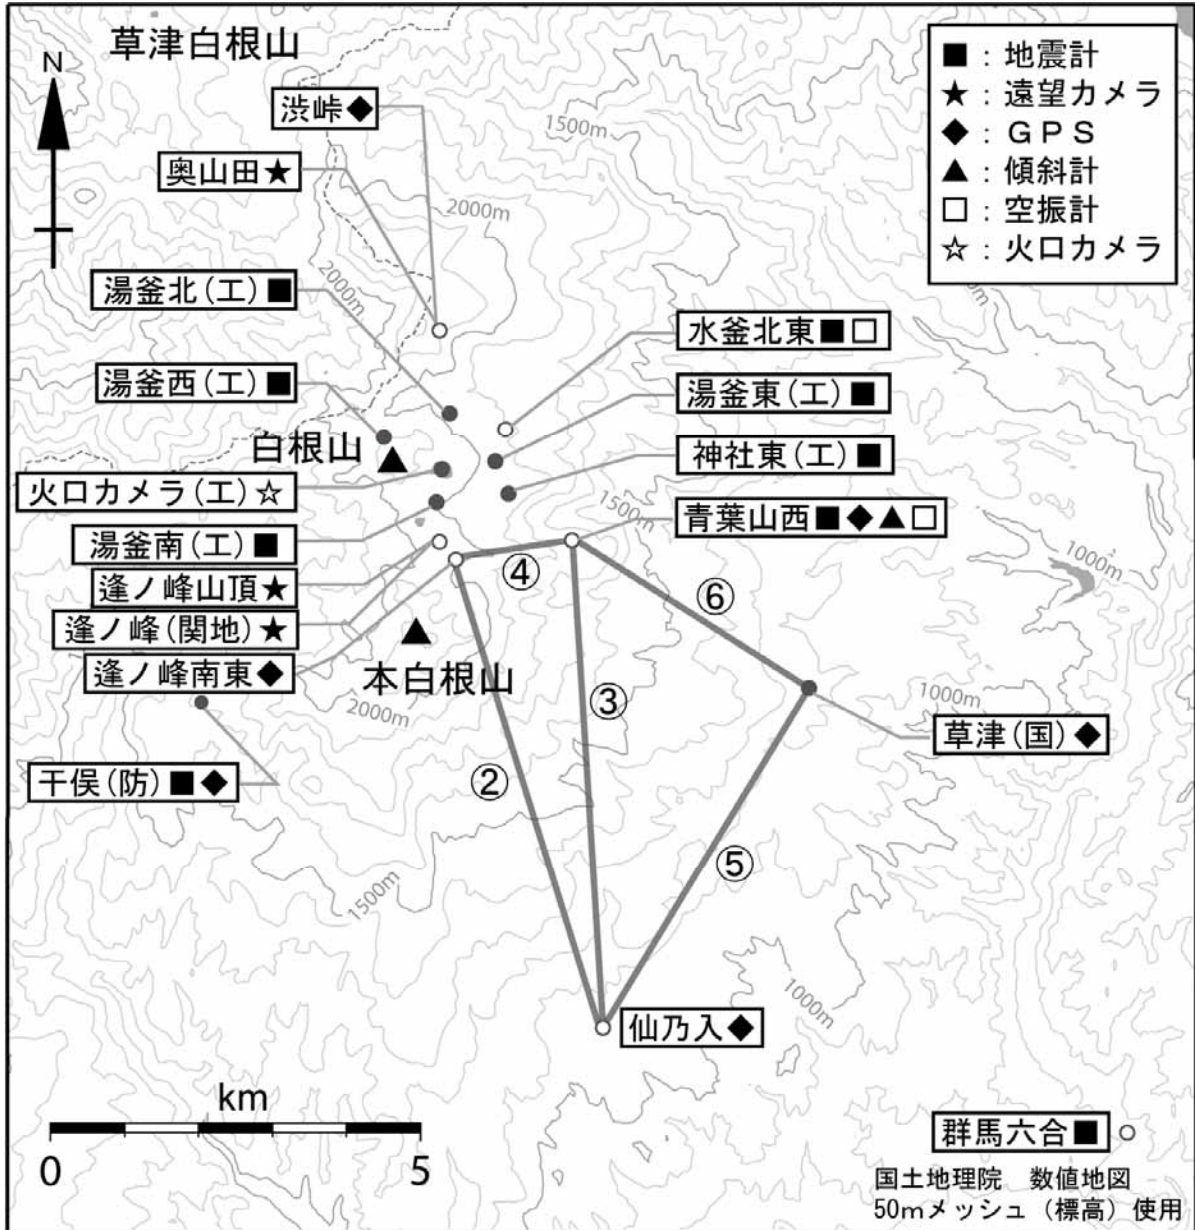 草津白根山
N
■：地震計
★：遠望カメラ
◆：ＧＰＳ
▲：傾斜計
□：空振計
☆：火口カメラ
渋峠◆
1500m
奥山田★
2000m
2000m
湯釜北(工)■
水釜北東■□
湯釜西(工)■
湯釜東(工)■
白根山
神社東(工)■
火口カメラ(工)☆
1500m
青葉山西■◆▲□
湯釜南(工)■
1000m
④
逢ノ峰山頂★
⑥
逢ノ峰(関地)★
逢ノ峰南東◆
本白根山
2000m
③
1000m
草津(国)◆
干俣(防)■◆
②
⑤
1500m
1000m
仙乃入◆
km
0
5
群馬六合■
国土地理院　数値地図
50mメッシュ（標高）使用